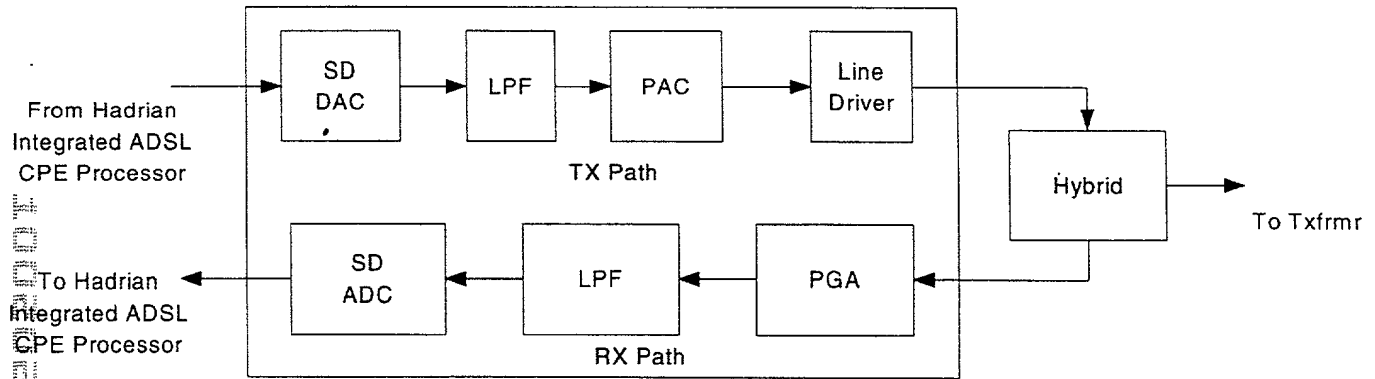 SD
DAC
LPF
PAC
Line
Driver
From Hadrian
Integrated ADSL
CPE Processor
TX Path
Hybrid
To Txfrmr
SD
ADC
LPF
PGA
To Hadrian
Integrated ADSL
CPE Processor
RX Path